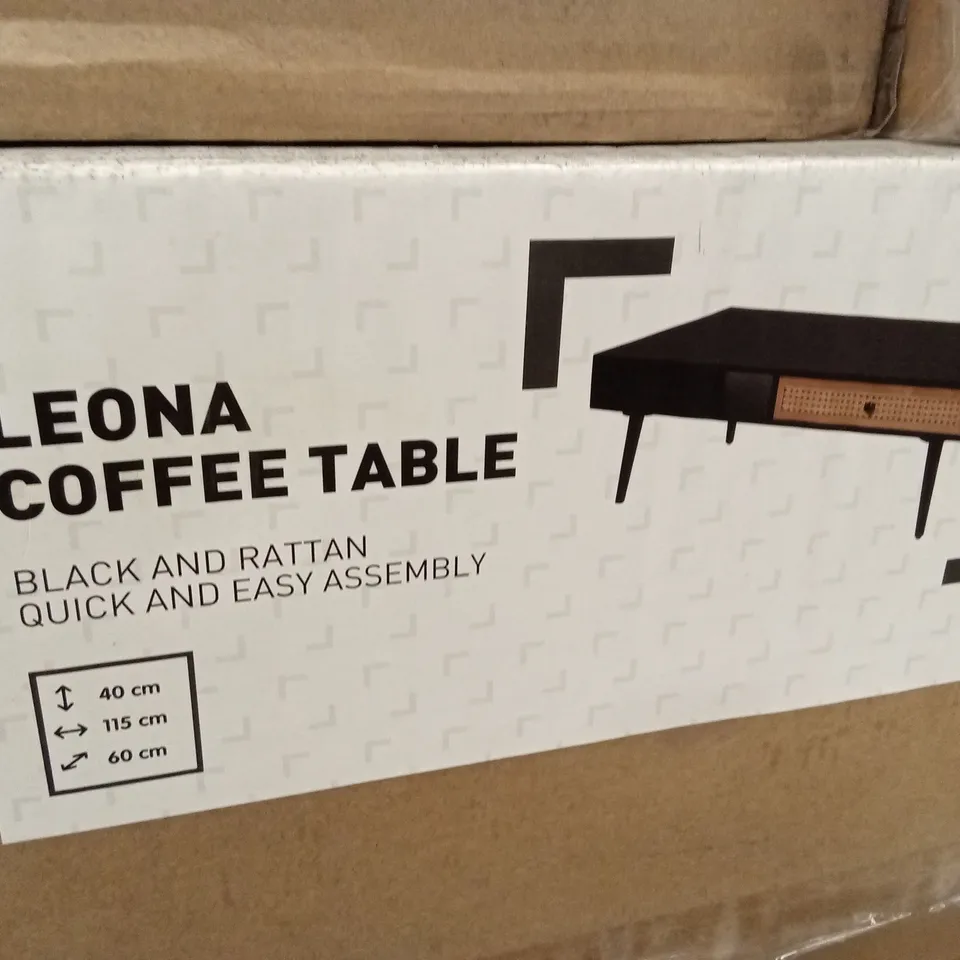 LEONA
COFFEE TABLE
BLACK AND RATTAN
QUICK AND EASY ASSEMBLY
40 cm
115 cm
60 cm